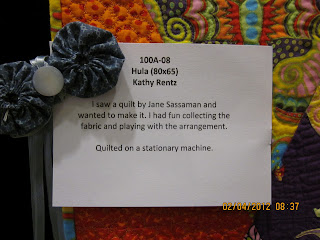 100A-08
Hula (80x65)
Kathy Rentz
I saw a quilt by Jane Sassaman and
wanted to make it. I had fun collecting the
fabric and playing with the arrangement.
Quilted on a stationary machine.
02/04/2012 08:37